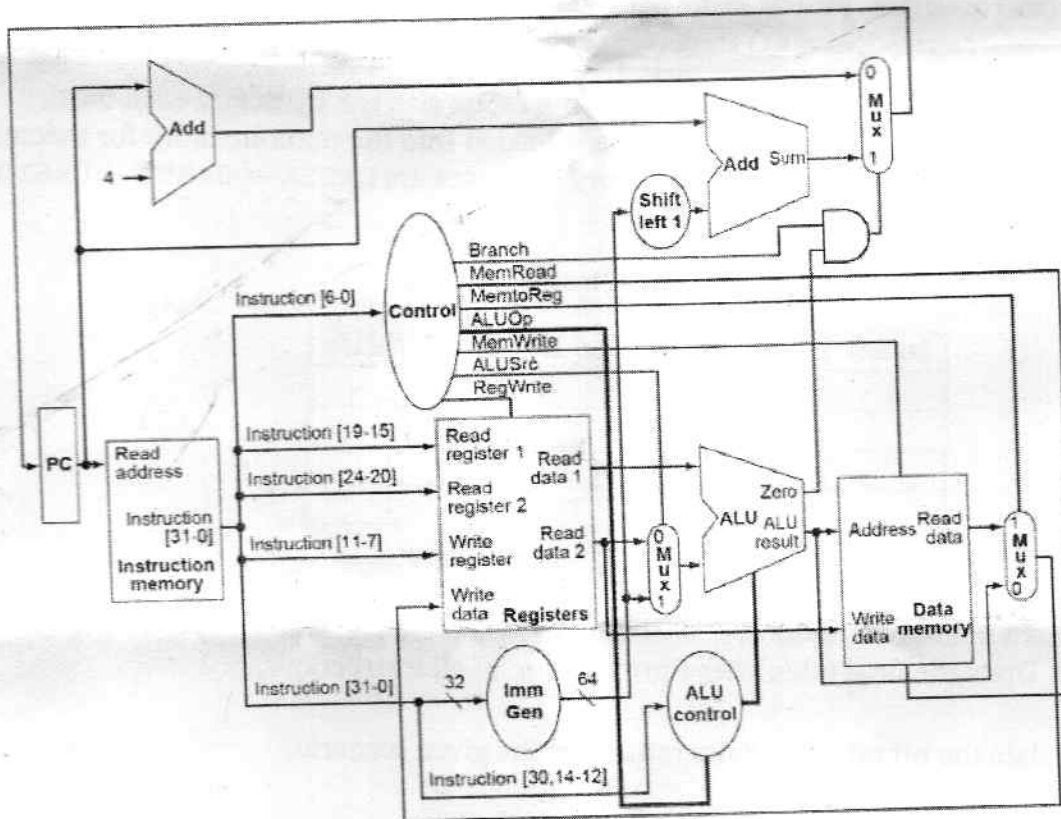 Add
4
0
M
u
x
1
Add Sum
Shift
left 1
Branch
MemRead
MemtoReg
ALUOp
MemWrite
ALUSrc
RegWrite
Instruction [6-0]
Control
PC
Read
address
Instruction
[31-0]
Instruction
memory
Instruction [19-15]
Instruction [24-20]
Instruction [11-7]
Read
register 1
Read
data 1
Read
register 2
Write
register
Read
data 2
Write
data
Registers
0
M
u
x
1
Zero
ALU
ALU
result
Address
Read
data
Write
data
Data
memory
1
M
u
x
0
Instruction [31-0]
32
Imm
Gen
64
ALU
control
Instruction [30,14-12]